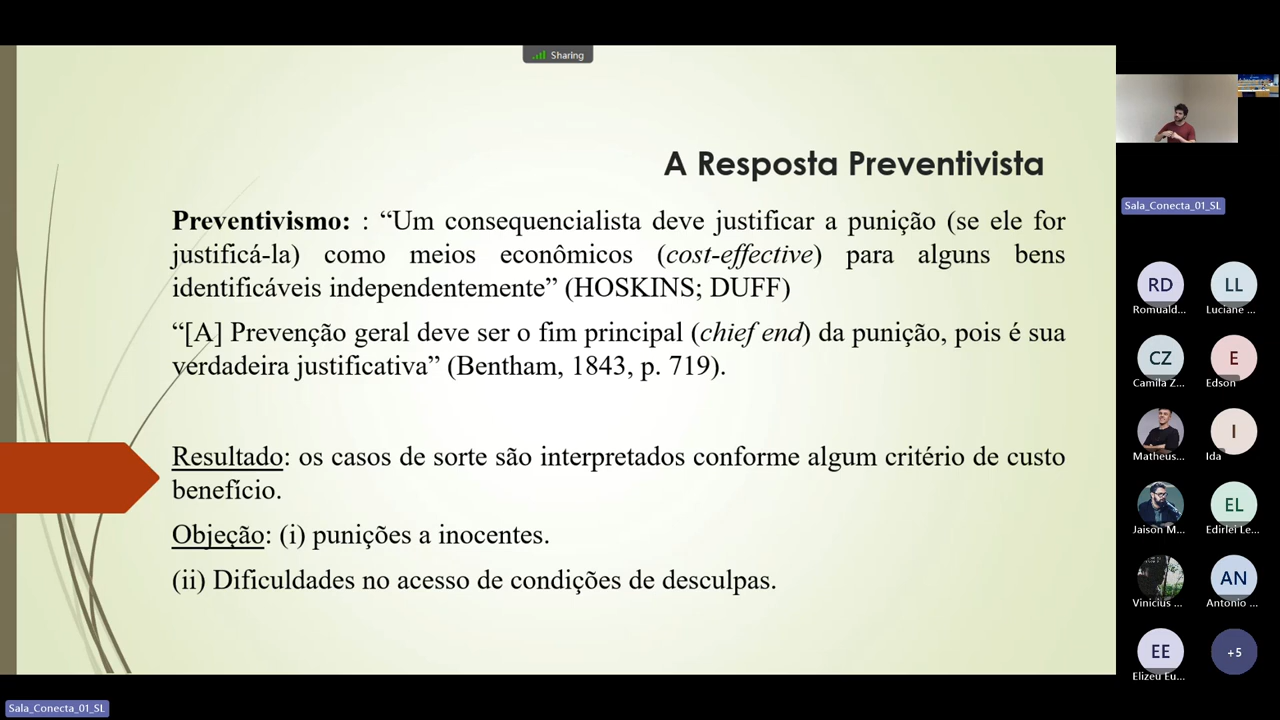 Sharing
A Resposta Preventivista
Preventivismo: : “Um consequencialista deve justificar a punição (se ele for
justificá-la) como meios econômicos (cost-effective) para alguns bens
identificáveis independentemente” (HOSKINS; DUFF)
“[A] Prevenção geral deve ser o fim principal (chief end) da punição, pois é sua
verdadeira justificativa” (Bentham, 1843, p. 719).
Resultado: os casos de sorte são interpretados conforme algum critério de custo
benefício.
Objeção: (i) punições a inocentes.
(ii) Dificuldades no acesso de condições de desculpas.
Sala_Conecta_01_SL
RD
LL
Romuald...
Luciane ...
CZ
E
Camila Z...
Edson
I
Matheus...
Ida
EL
Jaison M...
Edirlei Le...
AN
Vinicius ...
Antonio ...
EE
+5
Elizeu Eu...
Sala_Conecta_01_SL